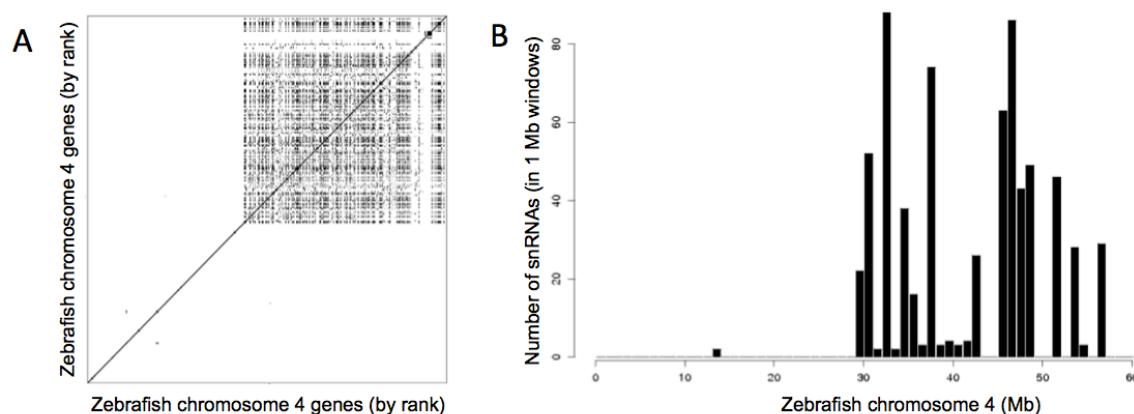 A
Zebrafish chromosome 4 genes (by rank)
Zebrafish chromosome 4 genes (by rank)
B
Number of snRNAs (in 1 Mb windows)
80
60
40
20
0
0 10 20 30 40 50 60
Zebrafish chromosome 4 (Mb)